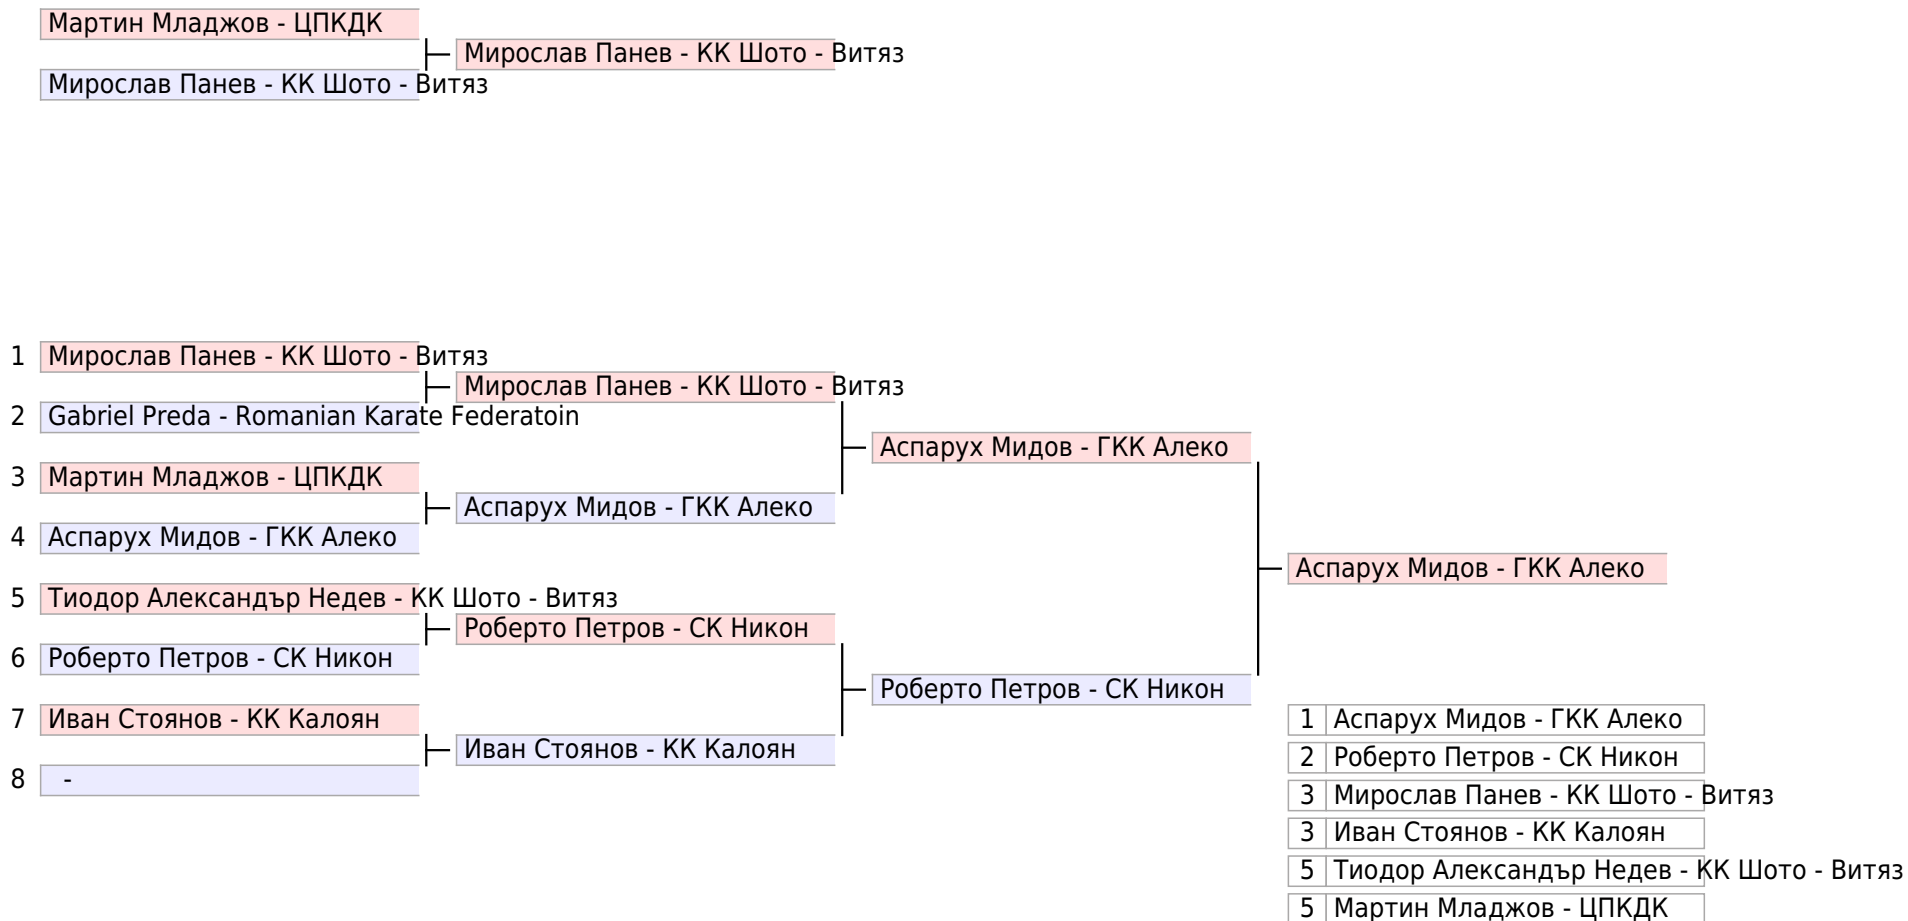 Мартин Младжов - ЦПКДК
Мирослав Панев - КК Шото - Витяз
Мирослав Панев - КК Шото - Витяз
1 Мирослав Панев - КК Шото - Витяз
Мирослав Панев - КК Шото - Витяз
2 Gabriel Preda - Romanian Karate Federatoin
Аспарух Мидов - ГКК Алеко
3 Мартин Младжов - ЦПКДК
Аспарух Мидов - ГКК Алеко
4 Аспарух Мидов - ГКК Алеко
Аспарух Мидов - ГКК Алеко
5 Тиодор Александър Недев - КК Шото - Витяз
Роберто Петров - СК Никон
6 Роберто Петров - СК Никон
Роберто Петров - СК Никон
7 Иван Стоянов - КК Калоян
Иван Стоянов - КК Калоян
8 -
1 Аспарух Мидов - ГКК Алеко
2 Роберто Петров - СК Никон
3 Мирослав Панев - КК Шото - Витяз
3 Иван Стоянов - КК Калоян
5 Тиодор Александър Недев - КК Шото - Витяз
5 Мартин Младжов - ЦПКДК